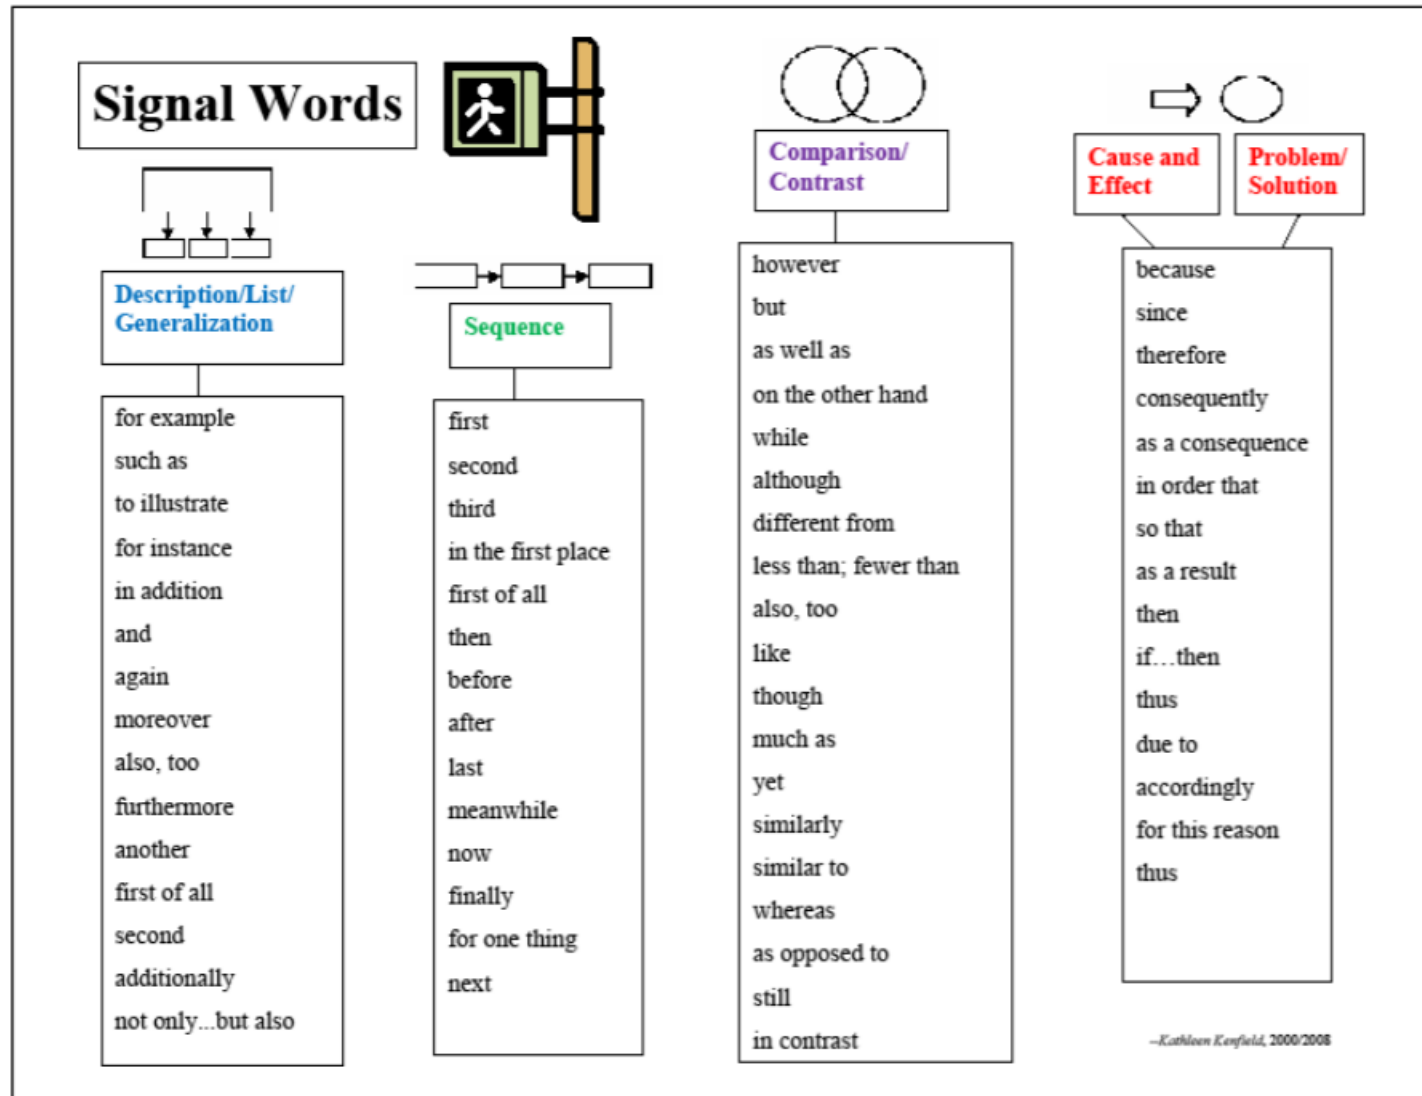 Signal Words
Description/List/
Generalization
for example
such as
to illustrate
for instance
in addition
and
again
moreover
also, too
furthermore
another
first of all
second
additionally
not only...but also
Sequence
first
second
third
in the first place
first of all
then
before
after
last
meanwhile
now
finally
for one thing
next
Comparison/
Contrast
however
but
as well as
on the other hand
while
although
different from
less than; fewer than
also, too
like
though
much as
yet
similarly
similar to
whereas
as opposed to
still
in contrast
Cause and
Effect
Problem/
Solution
because
since
therefore
consequently
as a consequence
in order that
so that
as a result
then
if…then
thus
due to
accordingly
for this reason
thus
--Kathleen Kenfield, 2000/2008